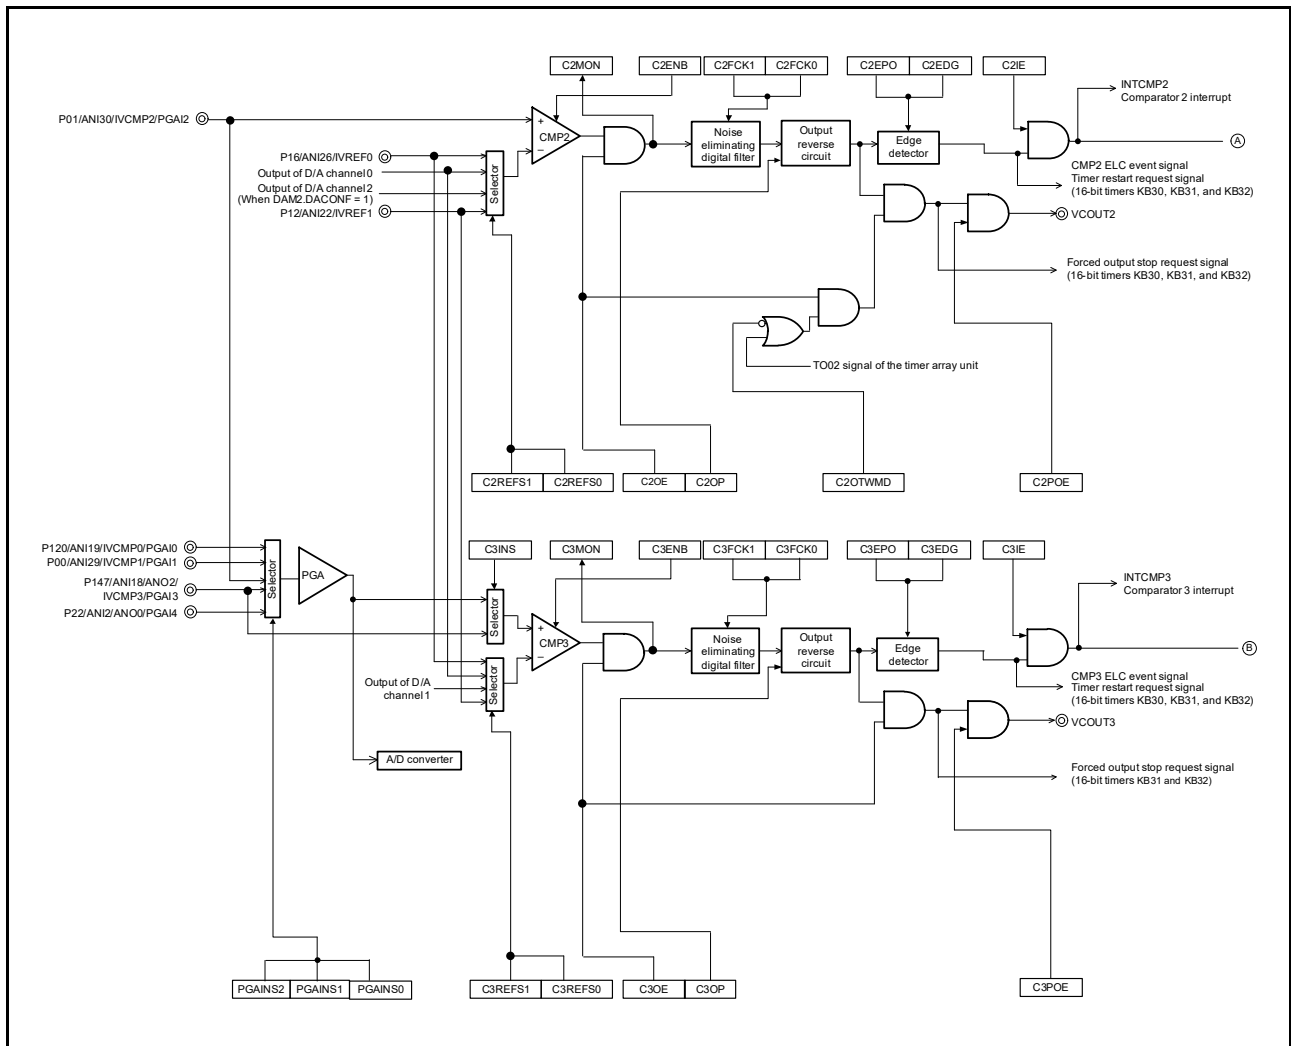 C2MON
C2ENB
C2FCK1
C2FCK0
C2EPO
C2EDG
C2IE
INTCMP2
Comparator 2 interrupt
P01/ANI30/IVCMP2/PGAI2
+
CMP2
−
Noise
eliminating
digital filter
Output
reverse
circuit
Edge
detector
A
P16/ANI26/IVREF0
Output of D/A channel 0
Output of D/A channel 2
(When DAM2.DACONF = 1)
P12/ANI22/IVREF1
Selector
CMP2 ELC event signal
Timer restart request signal
(16-bit timers KB30, KB31, and KB32)
VCOUT2
Forced output stop request signal
(16-bit timers KB30, KB31, and KB32)
TO02 signal of the timer array unit
C2REFS1
C2REFS0
C2OE
C2OP
C2OTWMD
C2POE
P120/ANI19/IVCMP0/PGAI0
P00/ANI29/IVCMP1/PGAI1
P147/ANI18/ANO2/
IVCMP3/PGAI3
P22/ANI2/ANO0/PGAI4
Selector
PGA
C3INS
C3MON
C3ENB
C3FCK1
C3FCK0
C3EPO
C3EDG
C3IE
INTCMP3
Comparator 3 interrupt
Selector
+
CMP3
−
Noise
eliminating
digital filter
Output
reverse
circuit
Edge
detector
B
Output of D/A
channel 1
Selector
CMP3 ELC event signal
Timer restart request signal
(16-bit timers KB30, KB31, and KB32)
VCOUT3
A/D converter
Forced output stop request signal
(16-bit timers KB31 and KB32)
PGAINS2
PGAINS1
PGAINS0
C3REFS1
C3REFS0
C3OE
C3OP
C3POE